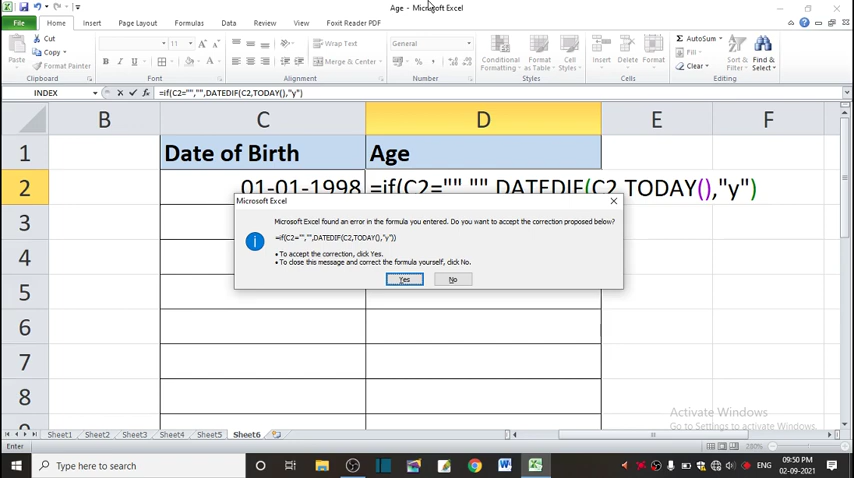 Age - Microsoft Excel
File Home Insert Page Layout Formulas Data Review View Foxit Reader PDF
Cut
Copy
Format Painter
Paste
Clipboard
11
B I U
Font
Wrap Text
Merge & Center
Alignment
General
Number
Conditional Formatting
Format as Table
Cell Styles
Styles
Insert Delete Format
Cells
AutoSum
Fill
Clear
Sort & Filter
Find & Select
Editing
INDEX =if(C2="","",DATEDIF(C2,TODAY(),"y")
B C D E F
1 Date of Birth Age
2 01-01-1998 =if(C2="","",DATEDIF(C2,TODAY(),"y")
Microsoft Excel
Microsoft Excel found an error in the formula you entered. Do you want to accept the correction proposed below?
=if(C2="","",DATEDIF(C2,TODAY(),"y"))
• To accept the correction, click Yes.
• To close this message and correct the formula yourself, click No.
Yes No
3
4
5
6
7
8
Activate Windows
Go to Settings to activate Windows.
Sheet1 Sheet2 Sheet3 Sheet4 Sheet5 Sheet6
Enter
280%
Type here to search
ENG
09:50 PM
02-09-2021